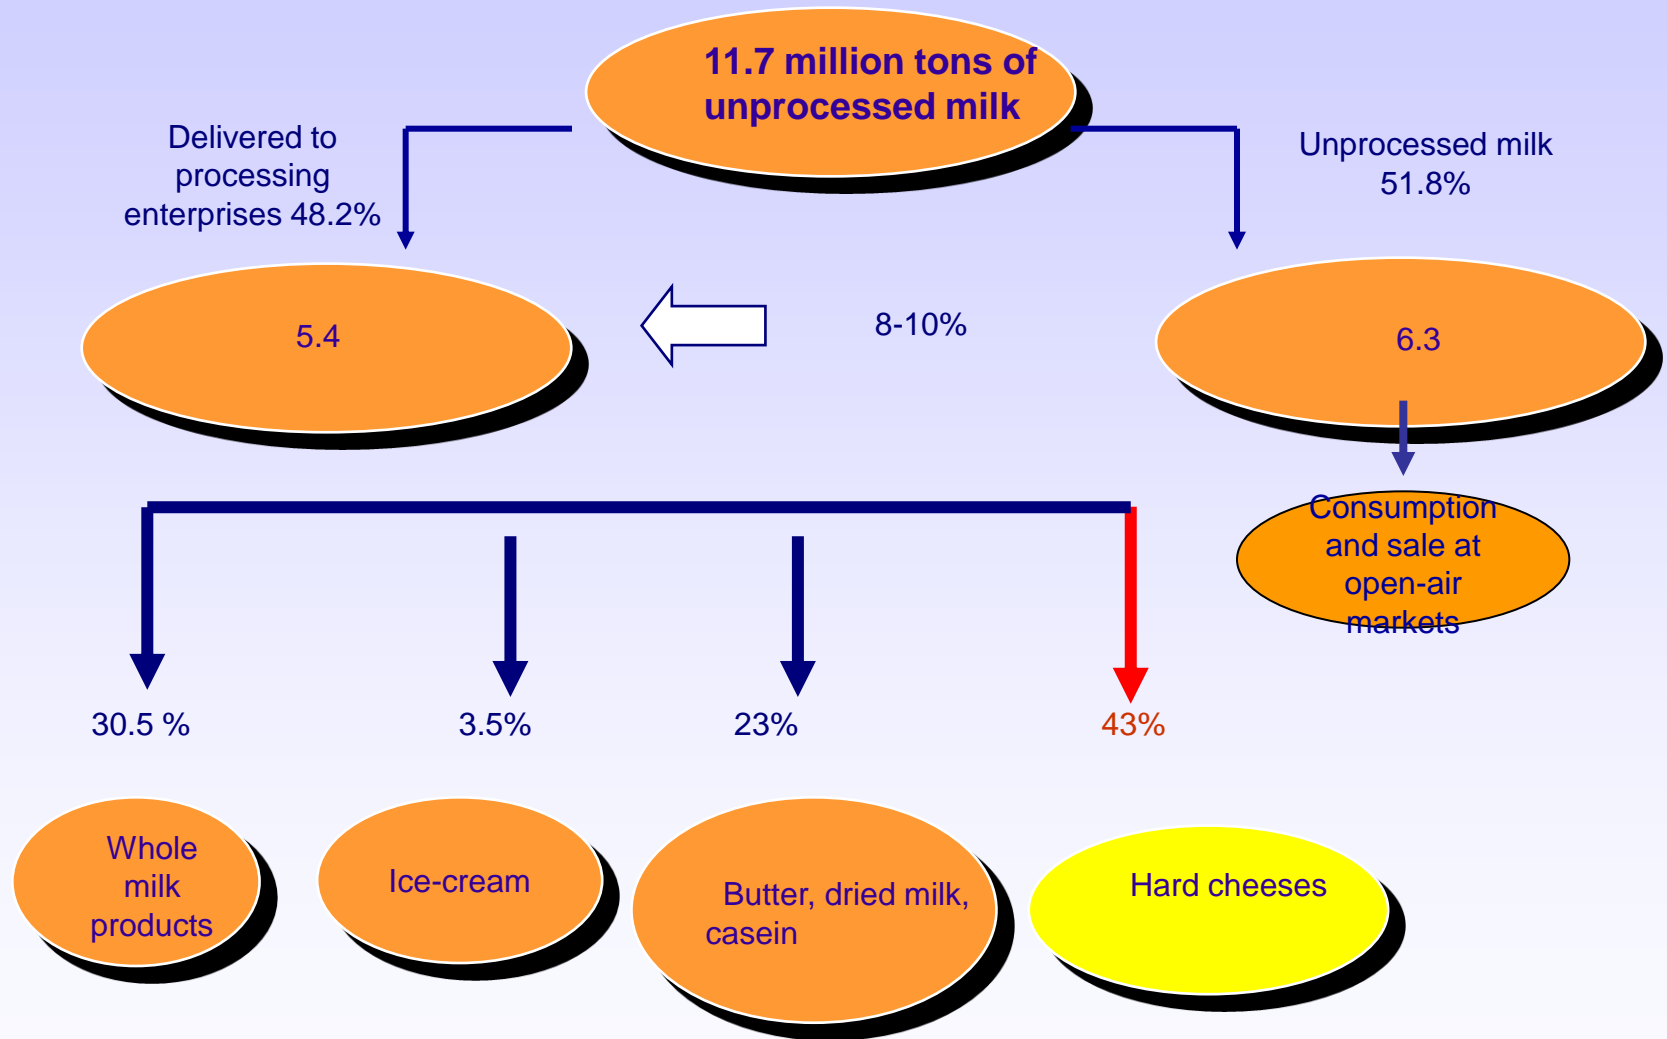 11.7 million tons of
unprocessed milk
Delivered to
processing
enterprises 48.2%
Unprocessed milk
51.8%
5.4
8-10%
6.3
Consumption
and sale at
open-air
markets
30.5 %
3.5%
23%
43%
Whole
milk
products
Ice-cream
Butter, dried milk,
casein
Hard cheeses